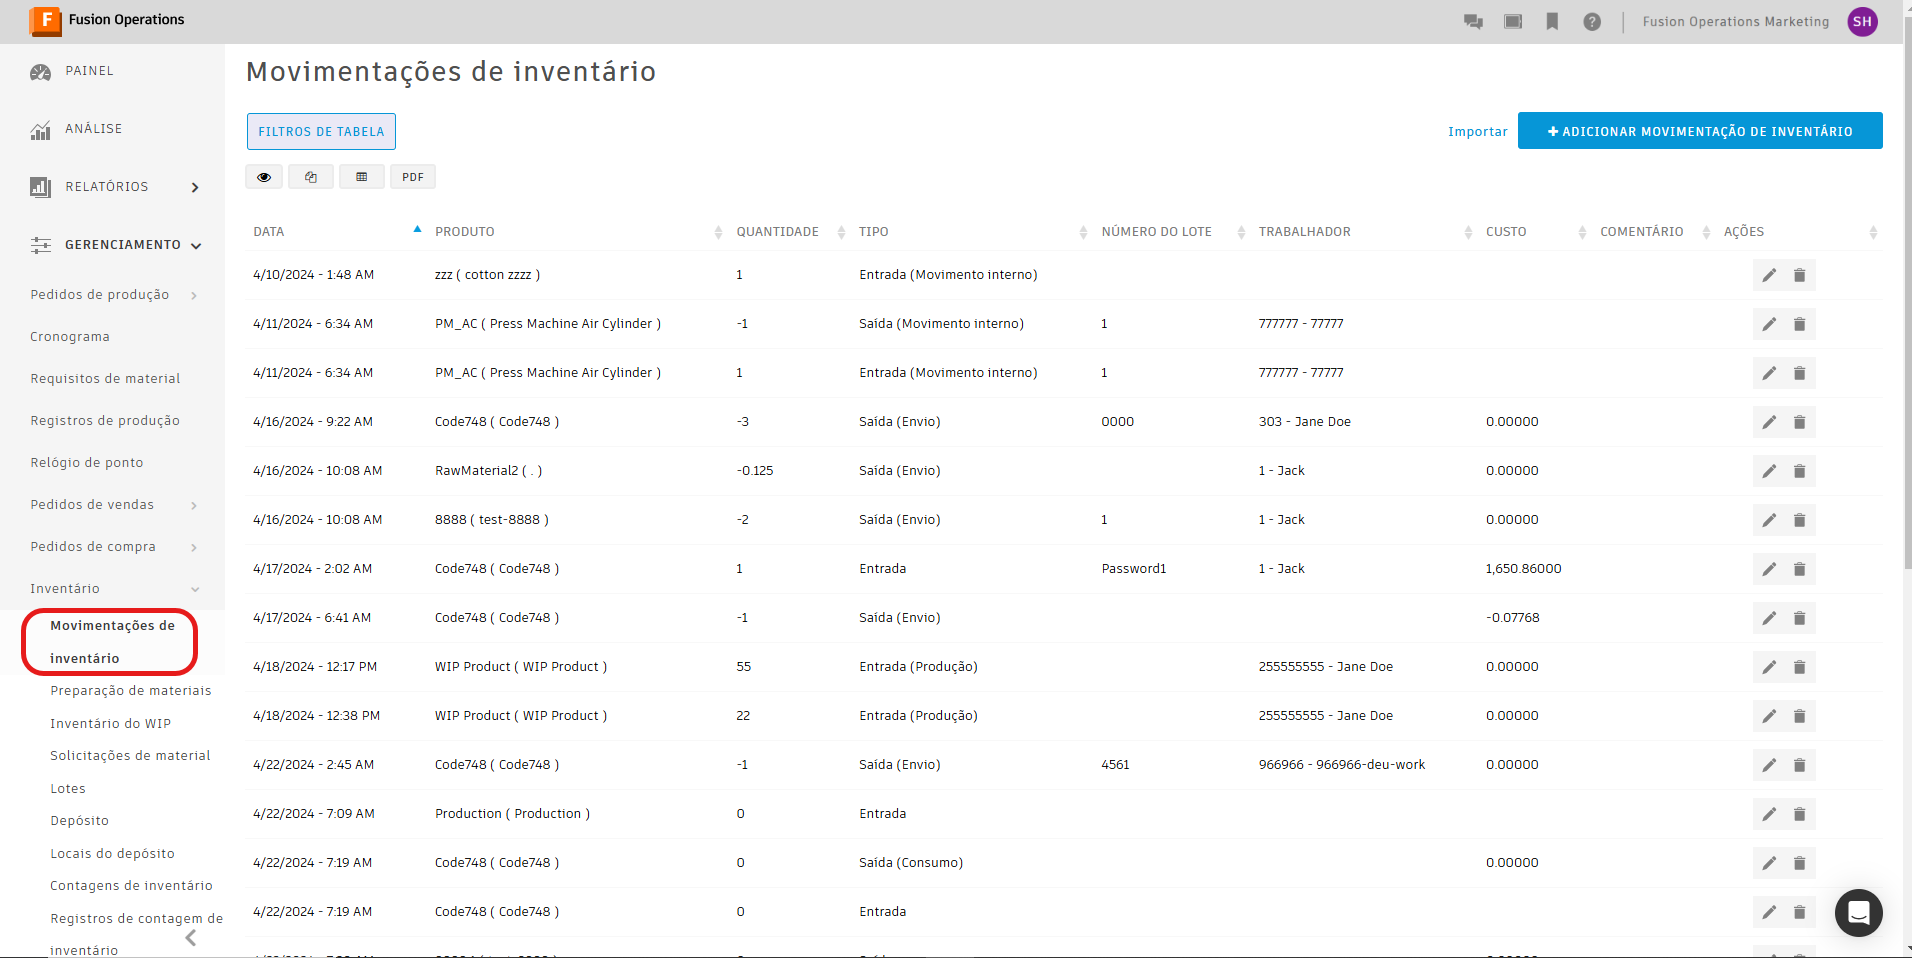 F Fusion Operations
Fusion Operations Marketing SH
PAINEL
ANÁLISE
RELATÓRIOS
GERENCIAMENTO
Pedidos de produção
Cronograma
Requisitos de material
Registros de produção
Relógio de ponto
Pedidos de vendas
Pedidos de compra
Inventário
Movimentações de
inventário
Preparação de materiais
Inventário do WIP
Solicitações de material
Lotes
Depósito
Locais do depósito
Contagens de inventário
Registros de contagem de
inventário
Movimentações de inventário
FILTROS DE TABELA
Importar
ADICIONAR MOVIMENTAÇÃO DE INVENTÁRIO
PDF
DATA PRODUTO QUANTIDADE TIPO NÚMERO DO LOTE TRABALHADOR CUSTO COMENTÁRIO AÇÕES
4/10/2024 - 1:48 AM zzz ( cotton zzzz ) 1 Entrada (Movimento interno)
4/11/2024 - 6:34 AM PM_AC ( Press Machine Air Cylinder ) -1 Saída (Movimento interno) 1 777777 - 77777
4/11/2024 - 6:34 AM PM_AC ( Press Machine Air Cylinder ) 1 Entrada (Movimento interno) 1 777777 - 77777
4/16/2024 - 9:22 AM Code748 ( Code748 ) -3 Saída (Envio) 0000 303 - Jane Doe 0.00000
4/16/2024 - 10:08 AM RawMaterial2 ( . ) -0.125 Saída (Envio) 1 - Jack 0.00000
4/16/2024 - 10:08 AM 8888 ( test-8888 ) -2 Saída (Envio) 1 1 - Jack 0.00000
4/17/2024 - 2:02 AM Code748 ( Code748 ) 1 Entrada Password1 1 - Jack 1,650.86000
4/17/2024 - 6:41 AM Code748 ( Code748 ) -1 Saída (Envio) -0.07768
4/18/2024 - 12:17 PM WIP Product ( WIP Product ) 55 Entrada (Produção) 255555555 - Jane Doe 0.00000
4/18/2024 - 12:38 PM WIP Product ( WIP Product ) 22 Entrada (Produção) 255555555 - Jane Doe 0.00000
4/22/2024 - 2:45 AM Code748 ( Code748 ) -1 Saída (Envio) 4561 966966 - 966966-deu-work 0.00000
4/22/2024 - 7:09 AM Production ( Production ) 0 Entrada
4/22/2024 - 7:19 AM Code748 ( Code748 ) 0 Saída (Consumo) 0.00000
4/22/2024 - 7:19 AM Code748 ( Code748 ) 0 Entrada